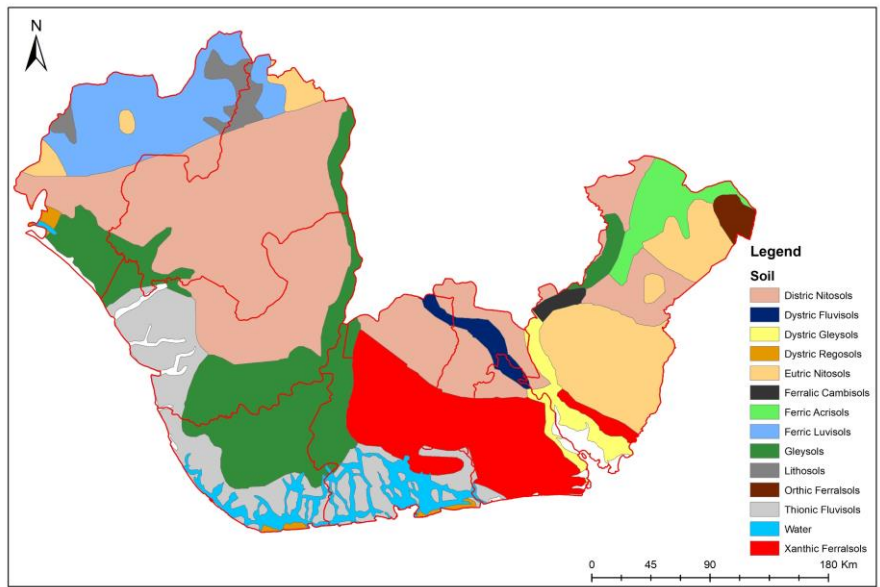 N
Legend
Soil
Distric Nitosols
Dystric Fluvisols
Dystric Gleysols
Dystric Regosols
Eutric Nitosols
Ferralic Cambisols
Ferric Acrisols
Ferric Luvisols
Gleysols
Lithosols
Orthic Ferralsols
Thionic Fluvisols
Water
Xanthic Ferralsols
0 45 90 180 Km